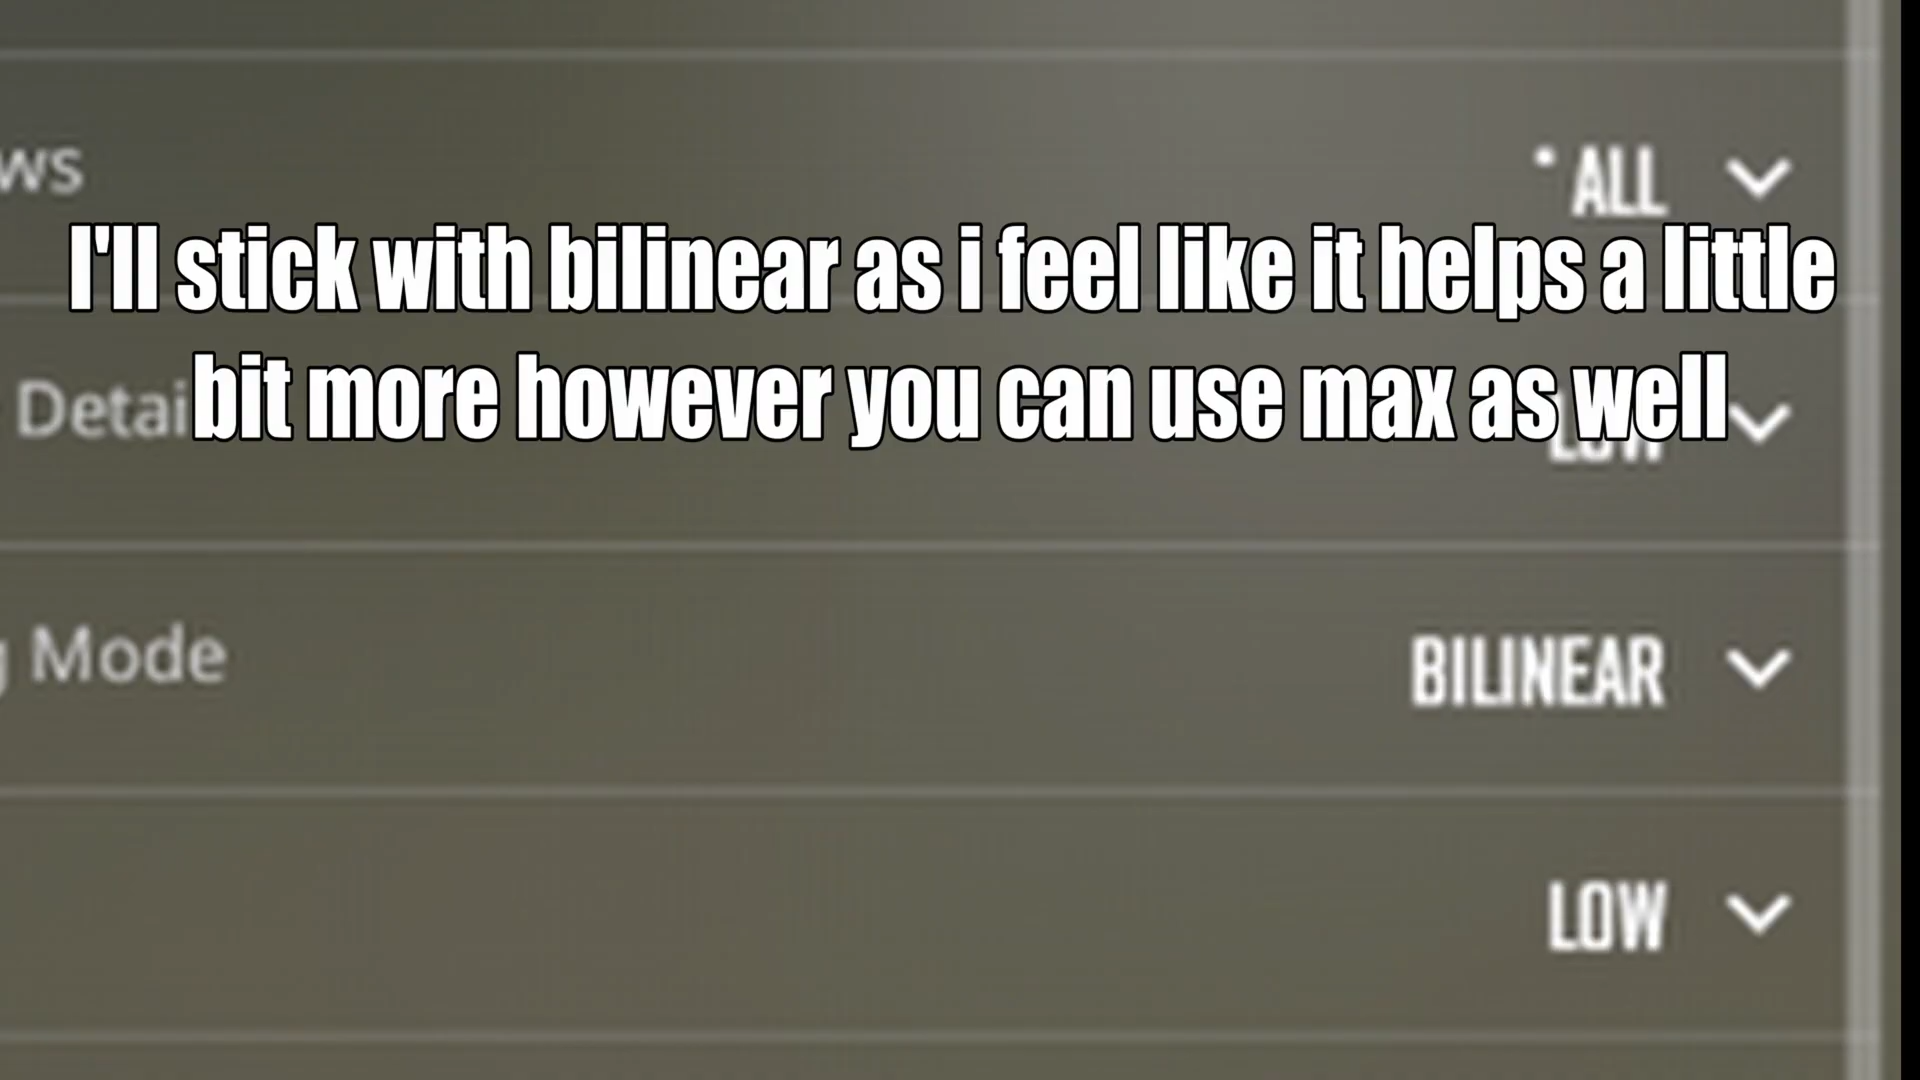 ws
ALL
I'll stick with bilinear as i feel like it helps a little
bit more however you can use max as well
Detai
LOW
g Mode
BILINEAR
LOW